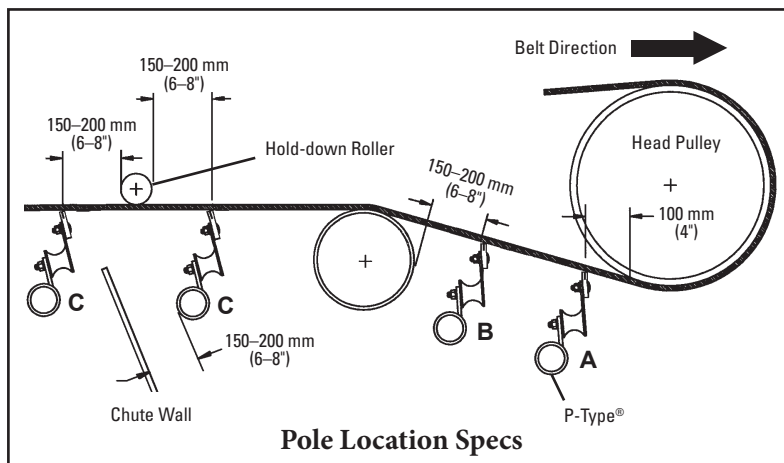 Belt Direction
150–200 mm
(6–8")
150–200 mm
(6–8")
Hold-down Roller
Head Pulley
150–200 mm
(6–8")
100 mm
(4")
C
C
B
A
150–200 mm
(6–8")
Chute Wall
P-Type®
Pole Location Specs